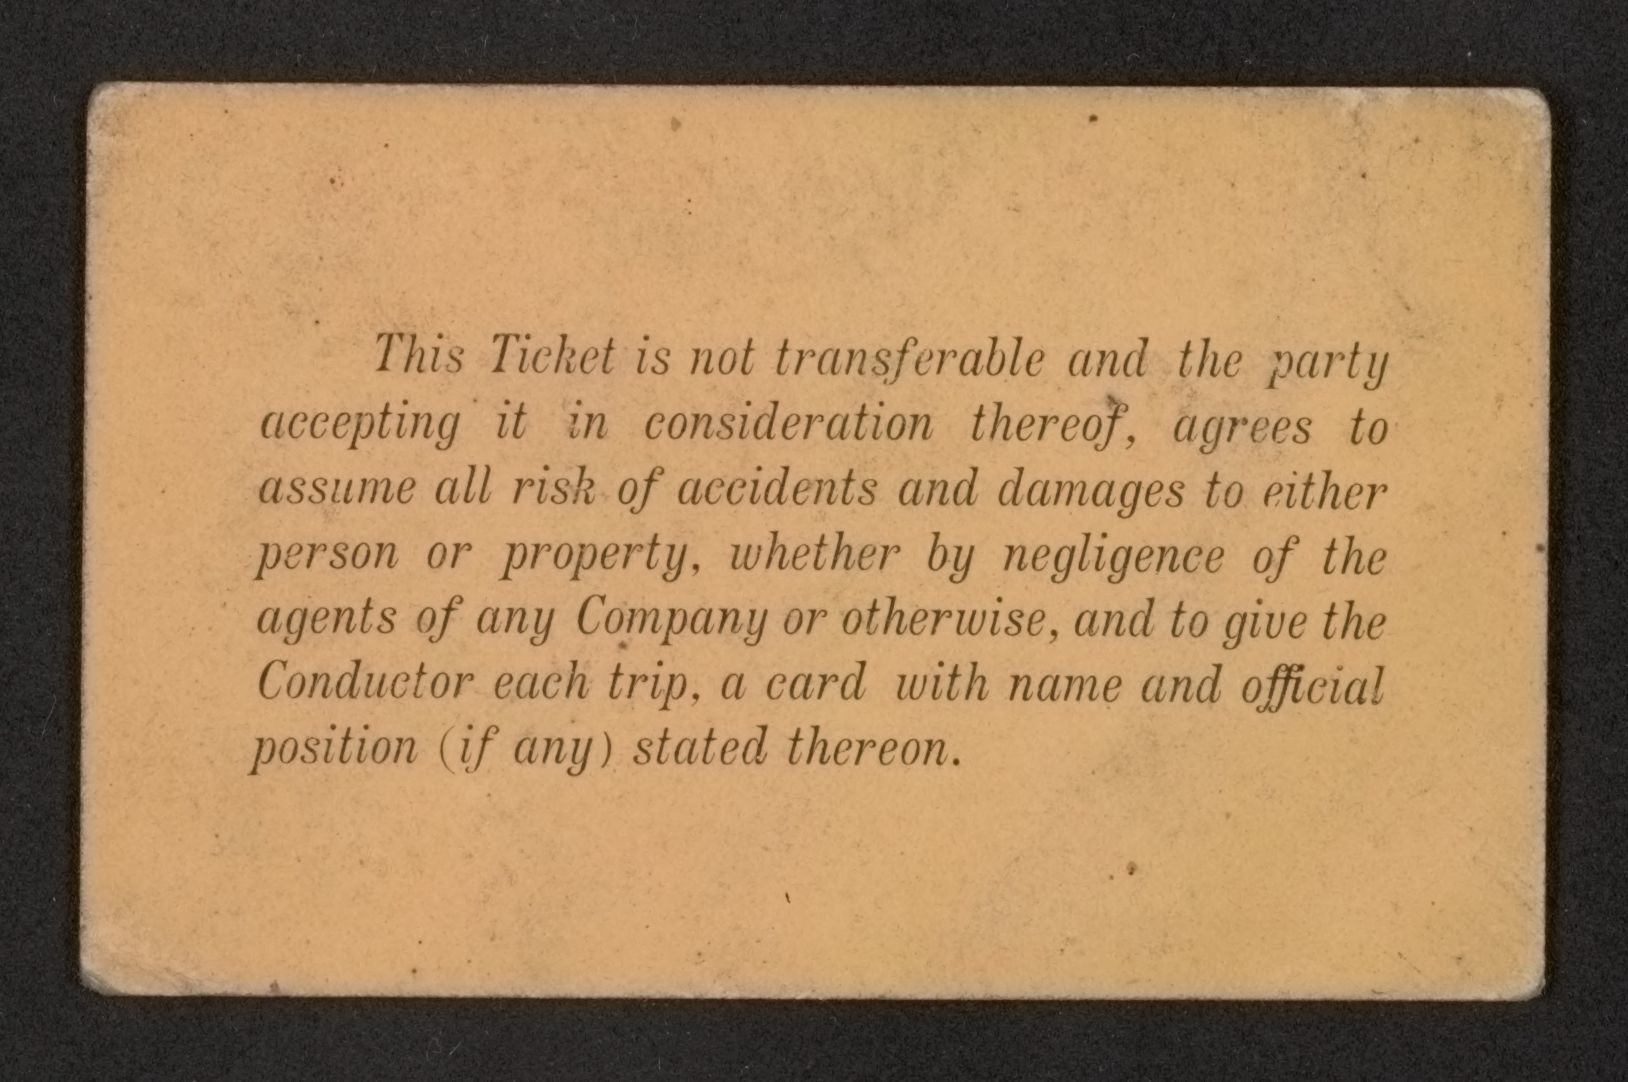 This Ticket is not transferable and the party
accepting it in consideration thereof, agrees to
assume all risk of accidents and damages to either
person or property, whether by negligence of the
agents of any Company or otherwise, and to give the
Conductor each trip, a card with name and official
position (if any) stated thereon.